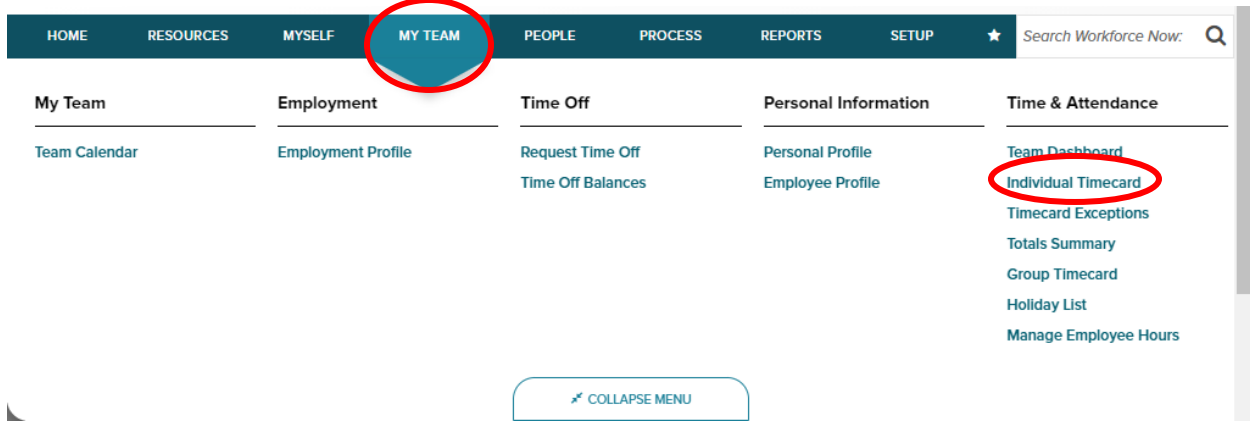 HOME RESOURCES MYSELF MY TEAM PEOPLE PROCESS REPORTS SETUP Search Workforce Now:
My Team
Team Calendar
Employment
Employment Profile
Time Off
Request Time Off
Time Off Balances
Personal Information
Personal Profile
Employee Profile
Time & Attendance
Team Dashboard
Individual Timecard
Timecard Exceptions
Totals Summary
Group Timecard
Holiday List
Manage Employee Hours
COLLAPSE MENU